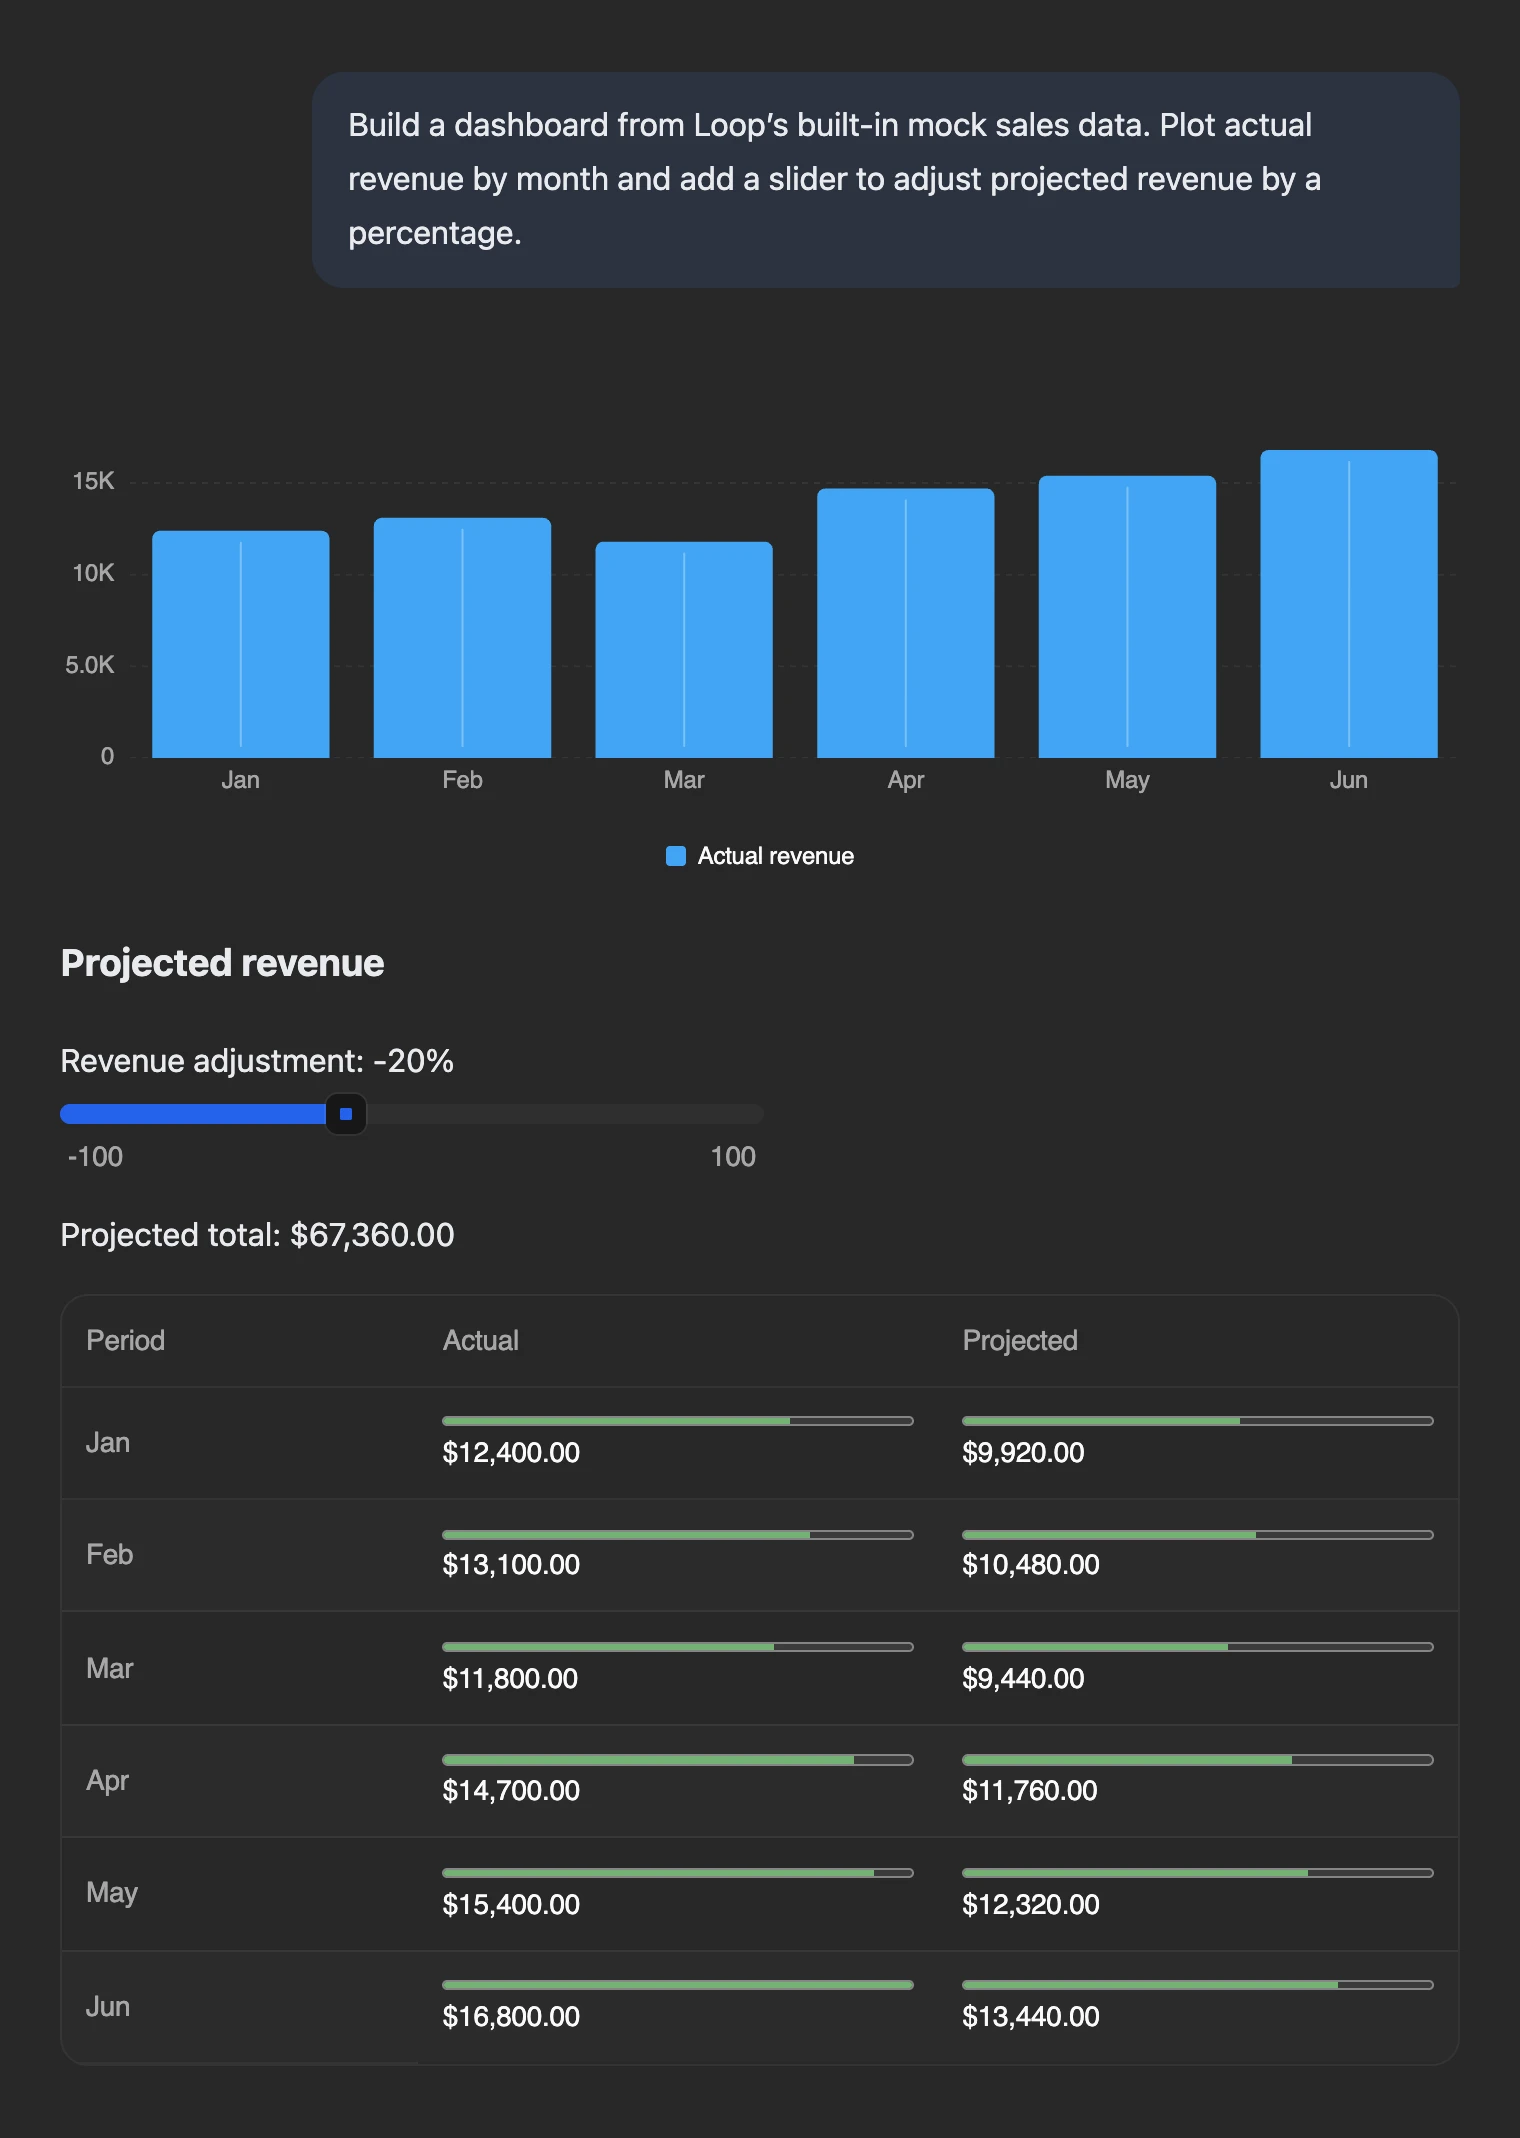 Build a dashboard from Loop’s built-in mock sales data. Plot actual
revenue by month and add a slider to adjust projected revenue by a
percentage.
15K
10K
5.0K
0
Jan Feb Mar Apr May Jun
Actual revenue
Projected revenue
Revenue adjustment: -20%
-100 100
Projected total: $67,360.00
Period Actual Projected
Jan $12,400.00 $9,920.00
Feb $13,100.00 $10,480.00
Mar $11,800.00 $9,440.00
Apr $14,700.00 $11,760.00
May $15,400.00 $12,320.00
Jun $16,800.00 $13,440.00